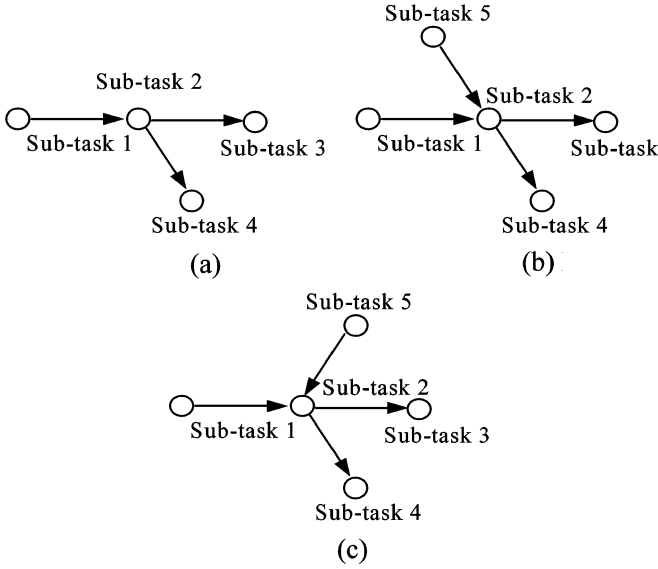 Sub-task 2
Sub-task 1
Sub-task 3
Sub-task 4
(a)
Sub-task 5
Sub-task 2
Sub-task 1
Sub-task
Sub-task 4
(b)
Sub-task 5
Sub-task 2
Sub-task 1
Sub-task 3
Sub-task 4
(c)